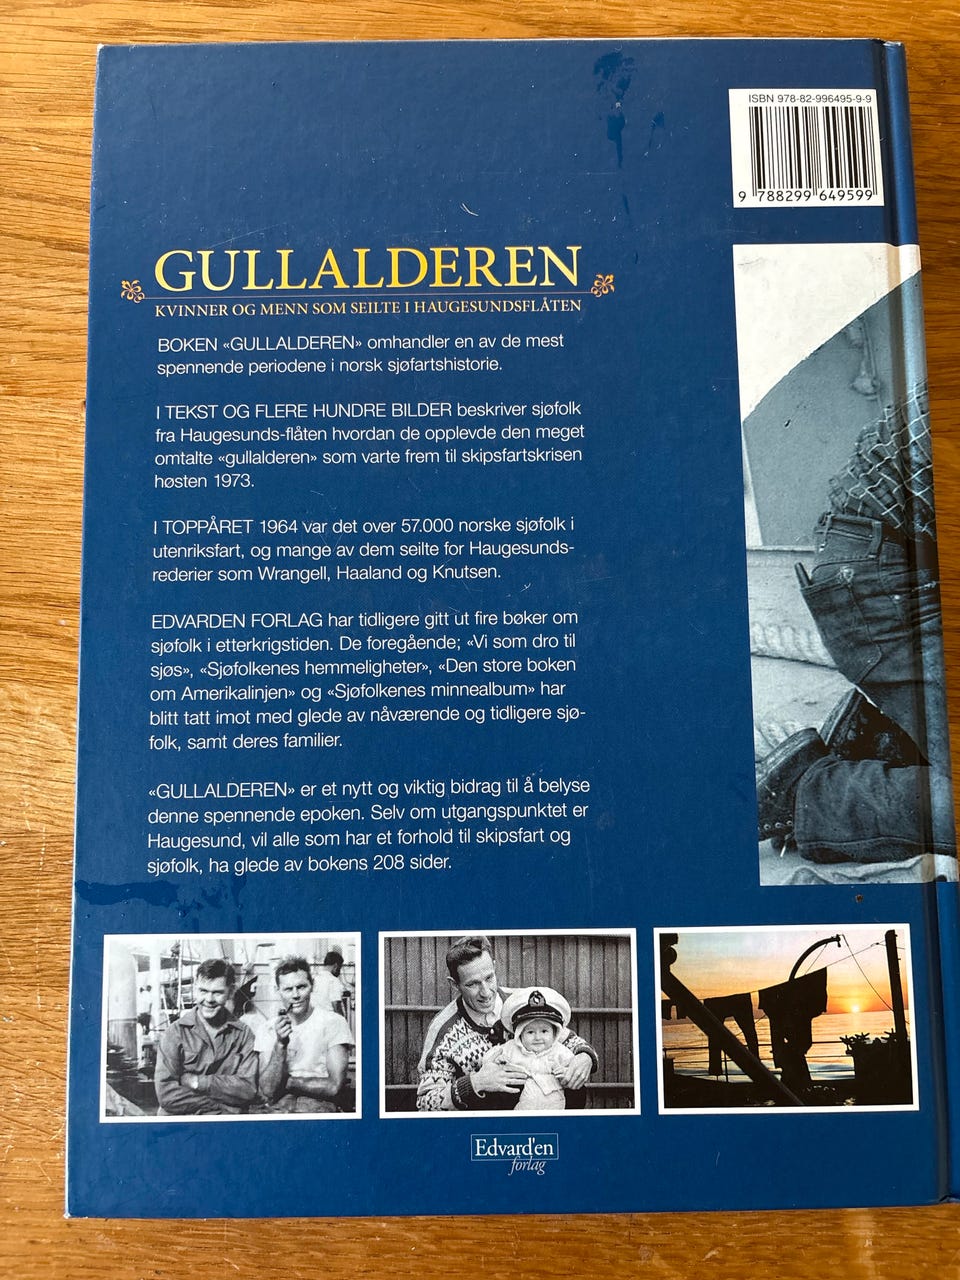 ISBN 978-82-996495-9-9
9 788299 649599
GULLALDEREN
KVINNER OG MENN SOM SEILTE I HAUGESUNDSFLÅTEN
BOKEN «GULLALDEREN» omhandler en av de mest
spennende periodene i norsk sjøfartshistorie.
I TEKST OG FLERE HUNDRE BILDER beskriver sjøfolk
fra Haugesunds-flåten hvordan de opplevde den meget
omtalte «gullalderen» som varte frem til skipsfartskrisen
høsten 1973.
I TOPPÅRET 1964 var det over 57.000 norske sjøfolk i
utenriksfart, og mange av dem seilte for Haugesunds-
rederier som Wrangell, Haaland og Knutsen.
EDVARDEN FORLAG har tidligere gitt ut fire bøker om
sjøfolk i etterkrigstiden. De foregående; «Vi som dro til
sjøs», «Sjøfolkenes hemmeligheter», «Den store boken
om Amerikalinjen» og «Sjøfolkenes minnealbum» har
blitt tatt imot med glede av nåværende og tidligere sjø-
folk, samt deres familier.
«GULLALDEREN» er et nytt og viktig bidrag til å belyse
denne spennende epoken. Selv om utgangspunktet er
Haugesund, vil alle som har et forhold til skipsfart og
sjøfolk, ha glede av bokens 208 sider.
Edvard'en
forlag